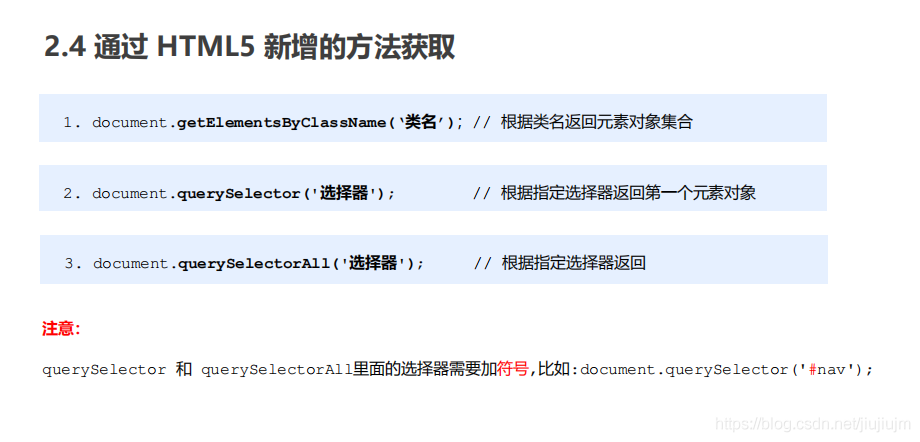 2.4 通过 HTML5 新增的方法获取
1. document.getElementsByClassName(‘类名’); // 根据类名返回元素对象集合
2. document.querySelector('选择器'); // 根据指定选择器返回第一个元素对象
3. document.querySelectorAll('选择器'); // 根据指定选择器返回
注意：
querySelector 和 querySelectorAll里面的选择器需要加符号,比如:document.querySelector('#nav');
https://blog.csdn.net/jiujiujm